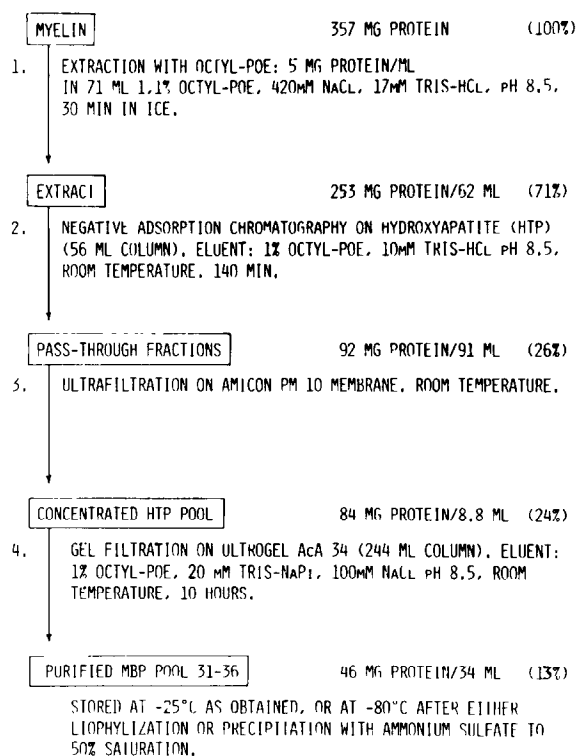 MYELIN 357 MG PROTEIN (100%)
1. EXTRACTION WITH OCTYL-POE: 5 MG PROTEIN/ML
IN 71 ML 1.1% OCTYL-POE, 420MM NACL, 17MM TRIS-HCL, PH 8.5,
30 MIN IN ICE.
EXTRACT 253 MG PROTEIN/62 ML (71%)
2. NEGATIVE ADSORPTION CHROMATOGRAPHY ON HYDROXYAPATITE (HTP)
(56 ML COLUMN). ELUENT: 1% OCTYL-POE, 10MM TRIS-HCL PH 8.5,
ROOM TEMPERATURE, 140 MIN.
PASS-THROUGH FRACTIONS 92 MG PROTEIN/91 ML (26%)
3. ULTRAFILTRATION ON AMICON PM 10 MEMBRANE, ROOM TEMPERATURE.
CONCENTRATED HTP POOL 84 MG PROTEIN/8.8 ML (24%)
4. GEL FILTRATION ON ULTROGEL ACA 34 (244 ML COLUMN). ELUENT:
1% OCTYL-POE, 20 MM TRIS-NAPI, 100MM NACL PH 8.5, ROOM
TEMPERATURE, 10 HOURS.
PURIFIED MBP POOL 31-36 46 MG PROTEIN/34 ML (13%)
STORED AT -25°C AS OBTAINED, OR AT -80°C AFTER EITHER
LIOPHYLIZATION OR PRECIPITATION WITH AMMONIUM SULFATE TO
50% SATURATION.